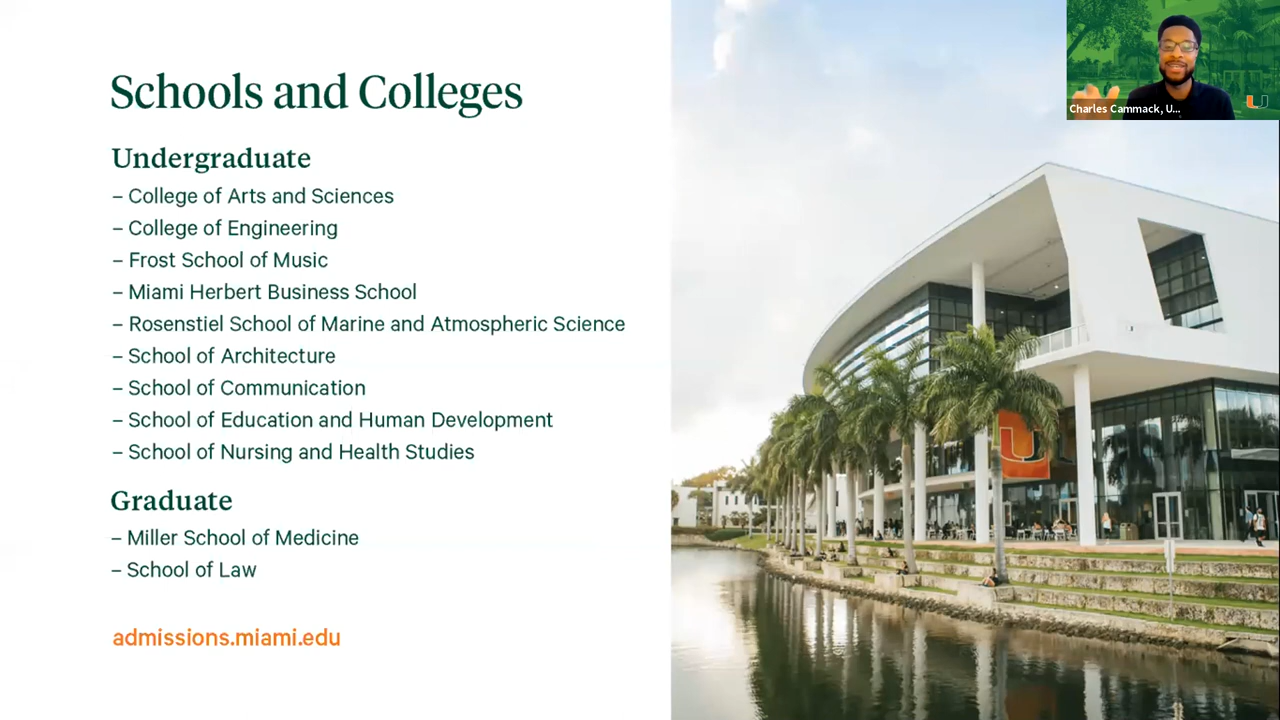 Schools and Colleges
Undergraduate
– College of Arts and Sciences
– College of Engineering
– Frost School of Music
– Miami Herbert Business School
– Rosenstiel School of Marine and Atmospheric Science
– School of Architecture
– School of Communication
– School of Education and Human Development
– School of Nursing and Health Studies
Graduate
– Miller School of Medicine
– School of Law
admissions.miami.edu
Charles Cammack, U...
U
U